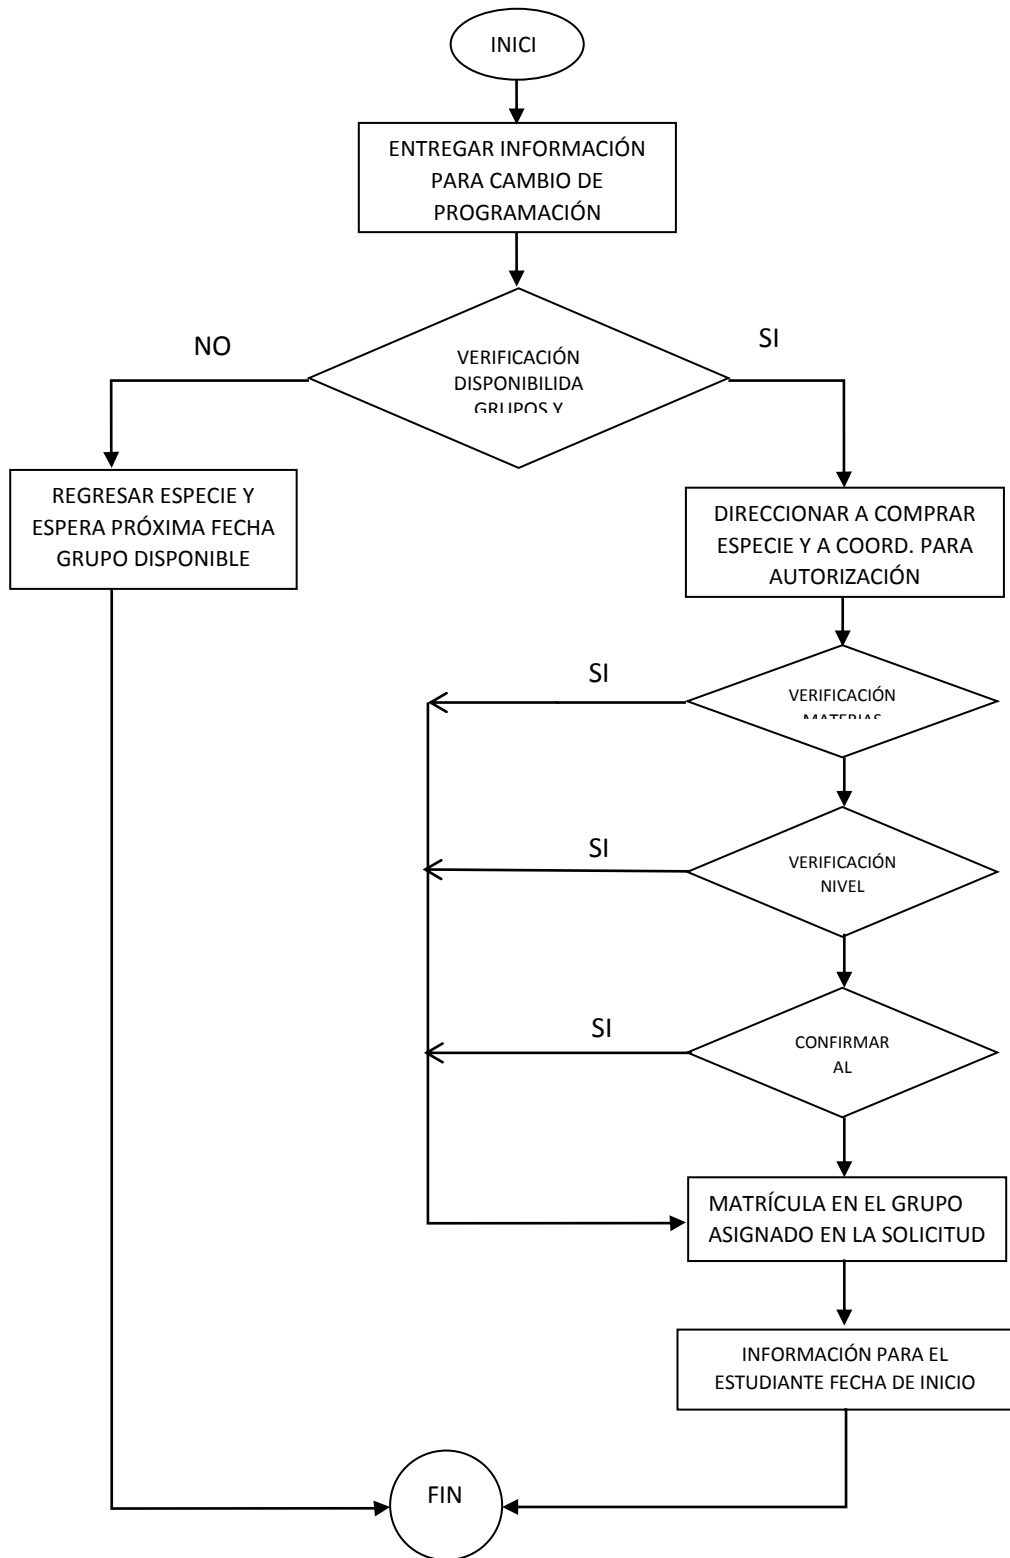 INICI
ENTREGAR INFORMACIÓN
PARA CAMBIO DE
PROGRAMACIÓN
NO
SI
VERIFICACIÓN
DISPONIBILIDA
GRUPOS Y
REGRESAR ESPECIE Y
ESPERA PRÓXIMA FECHA
GRUPO DISPONIBLE
DIRECCIONAR A COMPRAR
ESPECIE Y A COORD. PARA
AUTORIZACIÓN
SI
VERIFICACIÓN
MATERIAS
SI
VERIFICACIÓN
NIVEL
SI
CONFIRMAR
AL
MATRÍCULA EN EL GRUPO
ASIGNADO EN LA SOLICITUD
INFORMACIÓN PARA EL
ESTUDIANTE FECHA DE INICIO
FIN